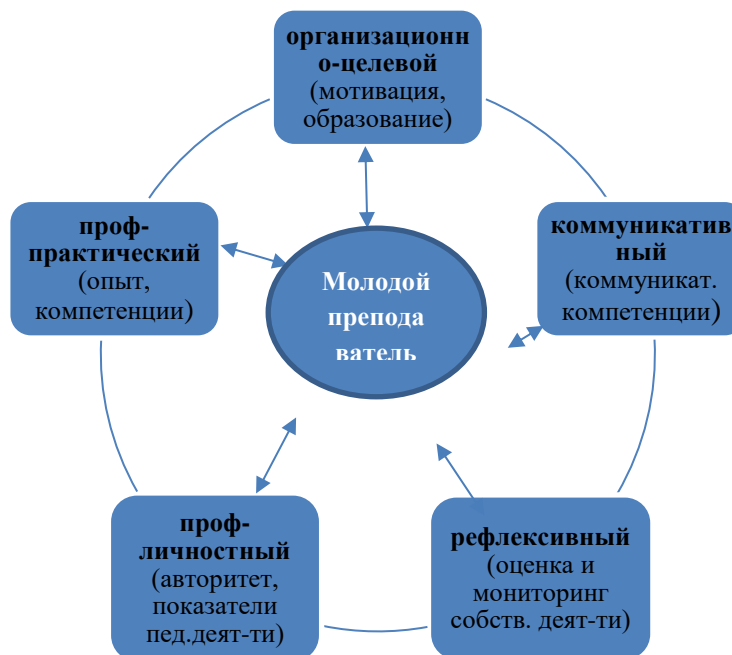 организационн
о-целевой
(мотивация,
образование)
проф-
практический
(опыт,
компетенции)
коммуникатив
ный
(коммуникат.
компетенции)
Молодой
препода
ватель
проф-
личностный
(авторитет,
показатели
пед.деят-ти)
рефлексивный
(оценка и
мониторинг
собств. деят-ти)